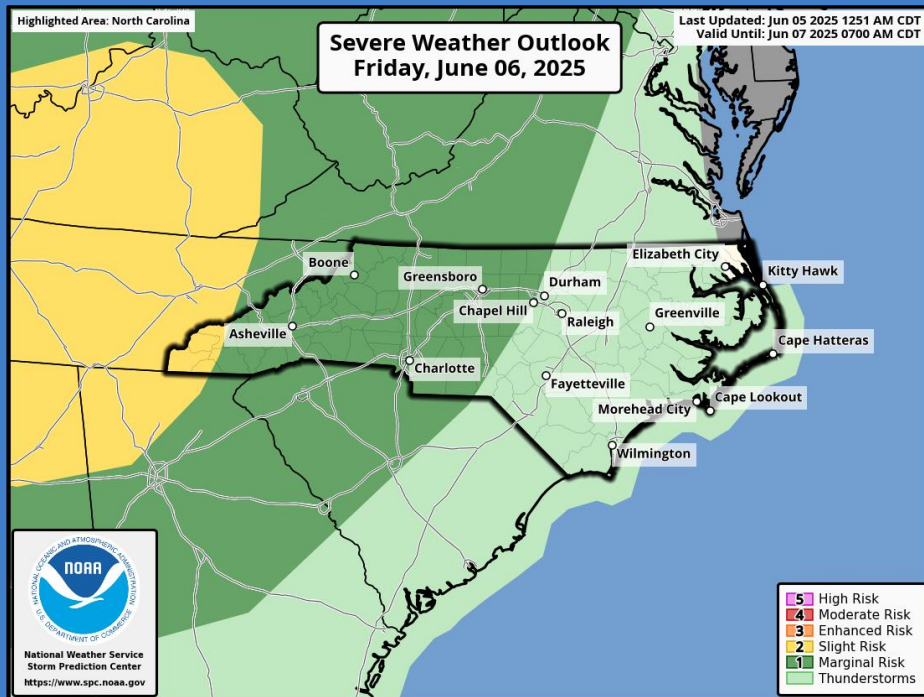 Highlighted Area: North Carolina
Severe Weather Outlook
Friday, June 06, 2025
Last Updated: Jun 05 2025 1251 AM CDT
Valid Until: Jun 07 2025 0700 AM CDT
Boone
Elizabeth City
Kitty Hawk
Greensboro
Durham
Chapel Hill
Raleigh
Greenville
Asheville
Cape Hatteras
Charlotte
Fayetteville
Morehead City
Cape Lookout
Wilmington
NATIONAL OCEANIC AND ATMOSPHERIC ADMINISTRATION
NOAA
U.S. DEPARTMENT OF COMMERCE
National Weather Service
Storm Prediction Center
https://www.spc.noaa.gov
5 High Risk
4 Moderate Risk
3 Enhanced Risk
2 Slight Risk
1 Marginal Risk
Thunderstorms